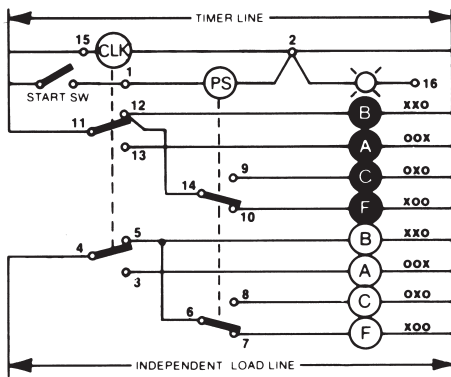 TIMER LINE
15 CLK 2
1 PS 16
START SW
12 B XXO
11
13 A OOX
9 C OXO
14
10 F XOO
5 B XXO
4
3 A OOX
8 C OXO
6
7 F XOO
INDEPENDENT LOAD LINE